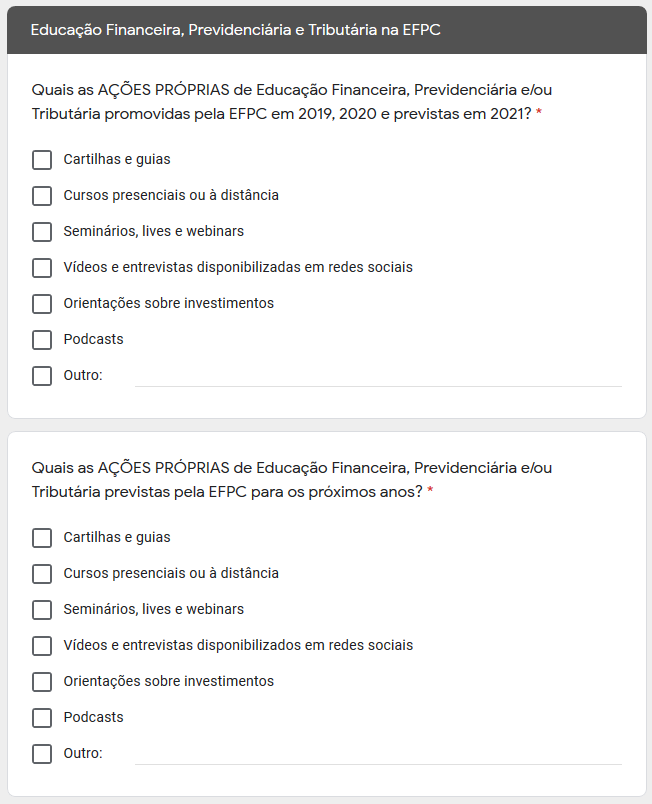 Educação Financeira, Previdenciária e Tributária na EFPC
Quais as AÇÕES PRÓPRIAS de Educação Financeira, Previdenciária e/ou
Tributária promovidas pela EFPC em 2019, 2020 e previstas em 2021? *
Cartilhas e guias
Cursos presenciais ou à distância
Seminários, lives e webinars
Vídeos e entrevistas disponibilizadas em redes sociais
Orientações sobre investimentos
Podcasts
Outro:
Quais as AÇÕES PRÓPRIAS de Educação Financeira, Previdenciária e/ou
Tributária previstas pela EFPC para os próximos anos? *
Cartilhas e guias
Cursos presenciais ou à distância
Seminários, lives e webinars
Vídeos e entrevistas disponibilizados em redes sociais
Orientações sobre investimentos
Podcasts
Outro: